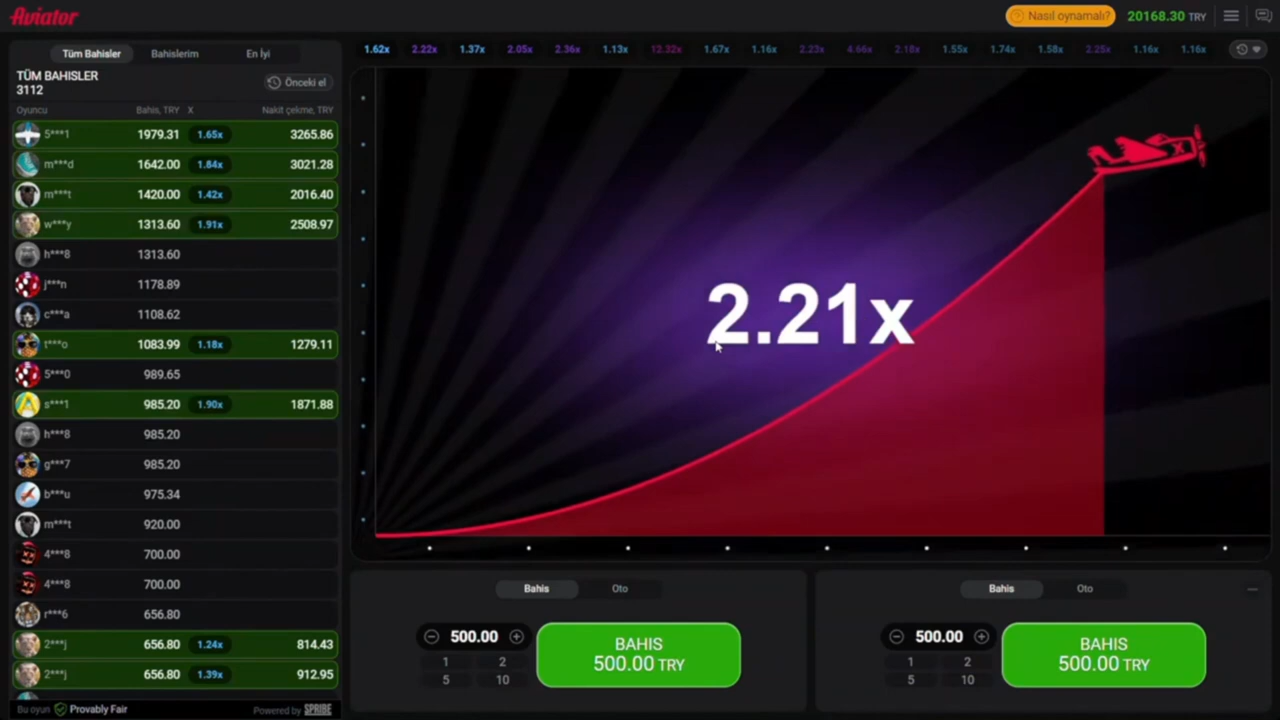 Aviator
Nasıl oynamalı?
20168.30 TRY
Tüm Bahisler Bahislerim En İyi
1.62x 2.22x 1.37x 2.05x 2.36x 1.13x 12.32x 1.67x 1.16x 2.23x 4.66x 2.18x 1.55x 1.74x 1.58x 2.25x 1.16x 1.16x
TÜM BAHISLER
3112
Önceki el
Oyuncu Bahis, TRY X Nakit çekme, TRY
5***1 1979.31 1.65x 3265.86
m***d 1642.00 1.84x 3021.28
m***t 1420.00 1.42x 2016.40
w***y 1313.60 1.91x 2508.97
h***8 1313.60
j***n 1178.89
c***a 1108.62
t***o 1083.99 1.18x 1279.11
5***0 989.65
s***1 985.20 1.90x 1871.88
h***8 985.20
g***7 985.20
b***u 975.34
m***t 920.00
4***8 700.00
4***8 700.00
r***6 656.80
2***j 656.80 1.24x 814.43
2***j 656.80 1.39x 912.95
Bu oyun Provably Fair Powered by SPRIBE
2.21x
Bahis Oto
500.00
1 2
5 10
BAHIS
500.00 TRY
Bahis Oto
500.00
1 2
5 10
BAHIS
500.00 TRY